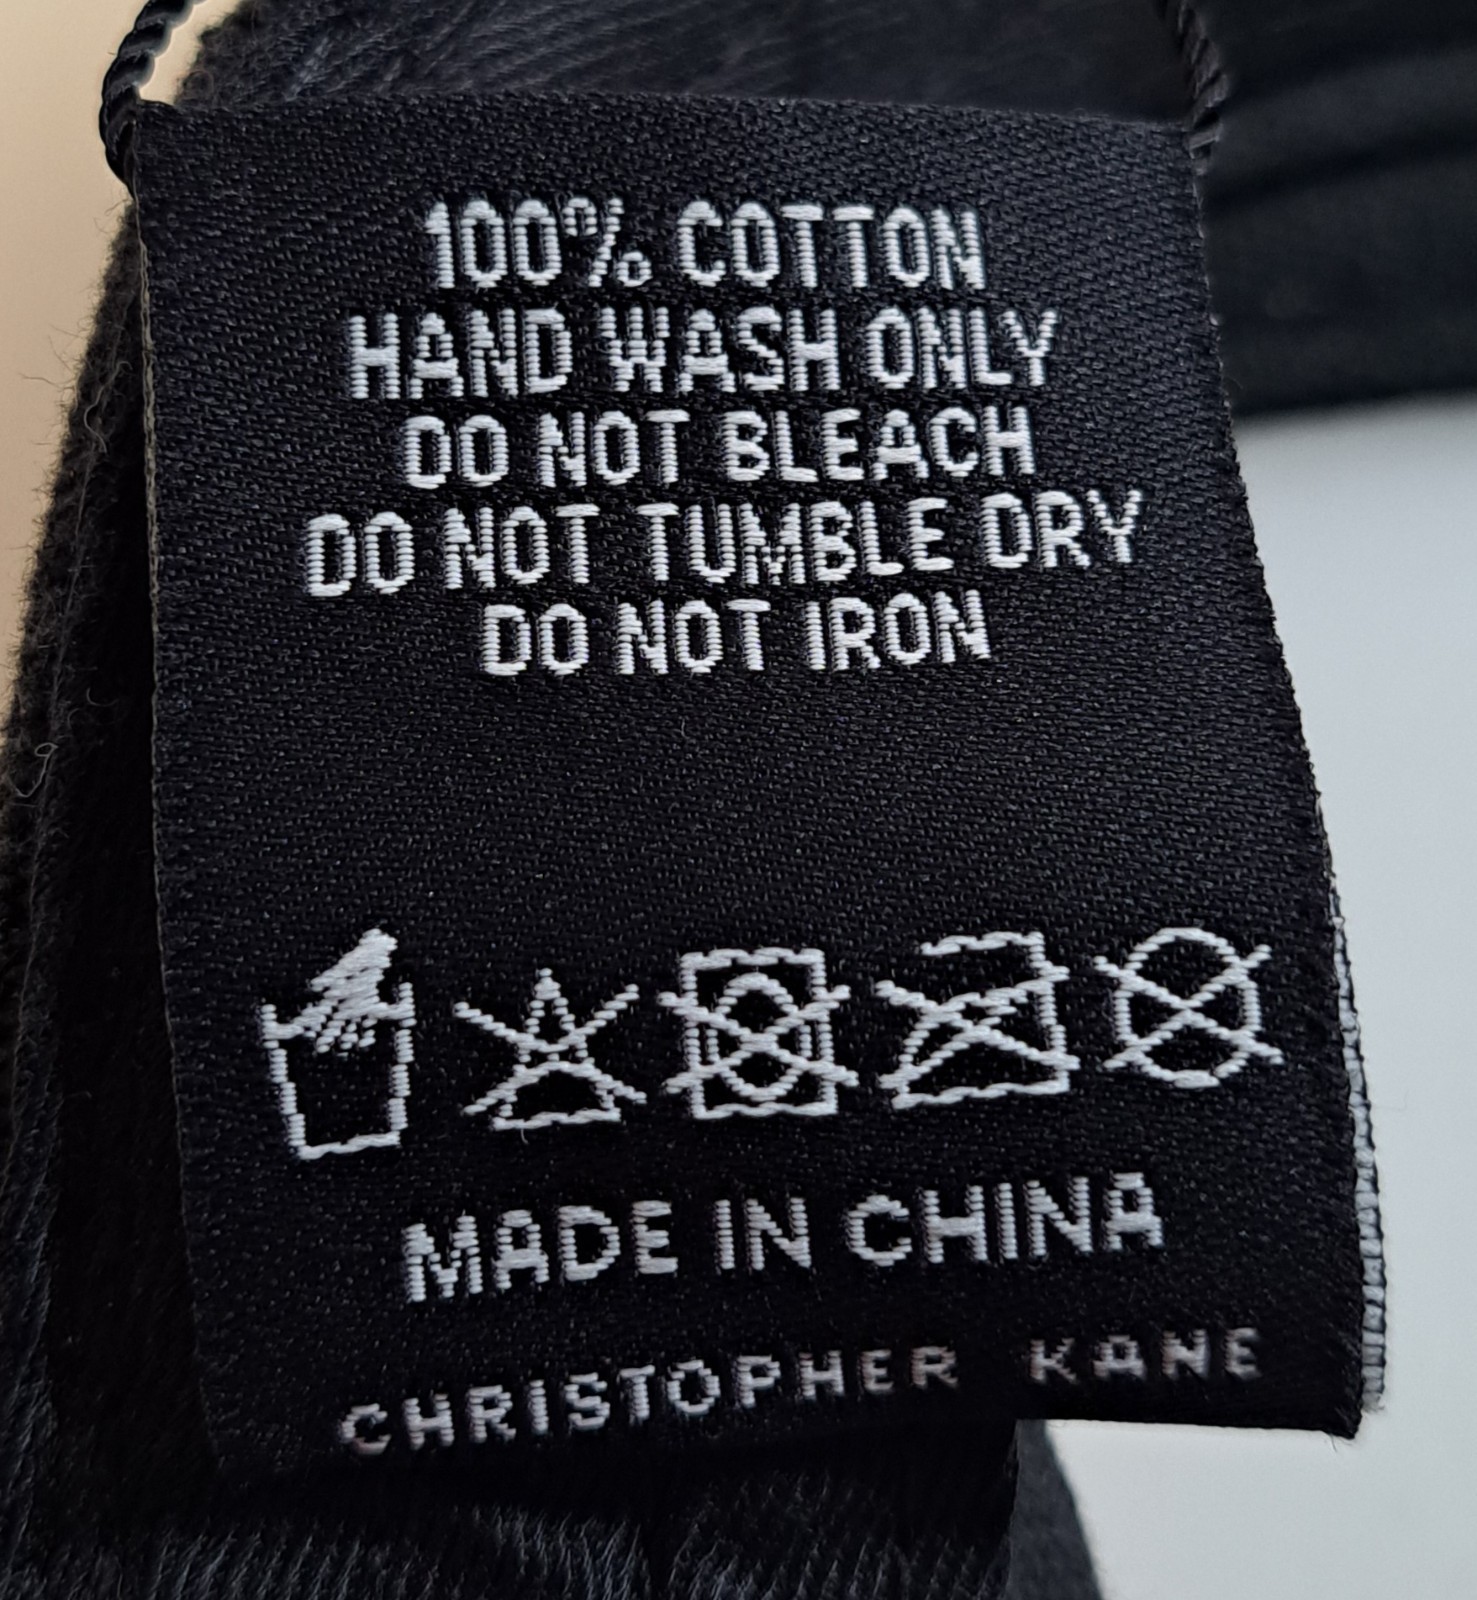 100% COTTON
HAND WASH ONLY
DO NOT BLEACH
DO NOT TUMBLE DRY
DO NOT IRON
MADE IN CHINA
CHRISTOPHER KANE